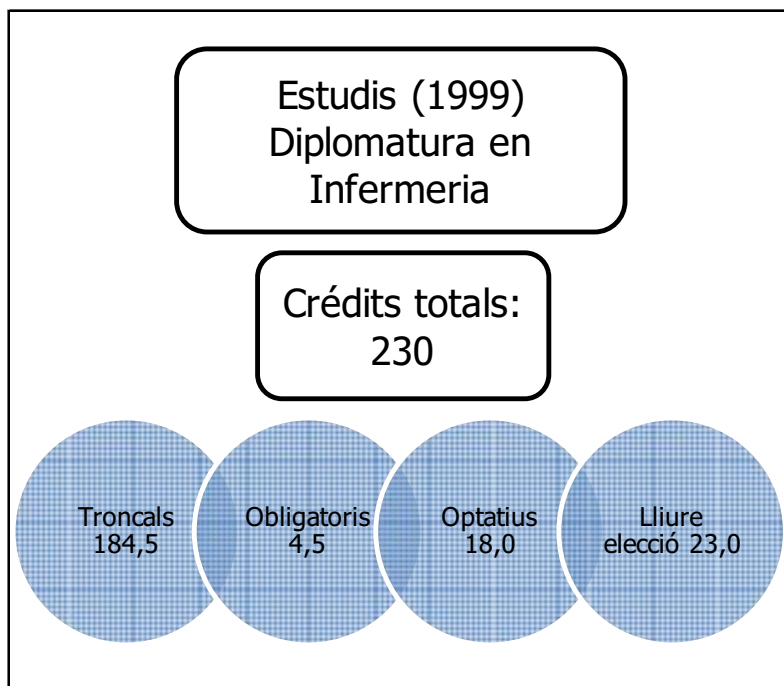 Estudis (1999)
Diplomatura en
Infermeria
Crédits totals:
230
Troncals
184,5
Obligatoris
4,5
Optatius
18,0
Lliure
elecció 23,0